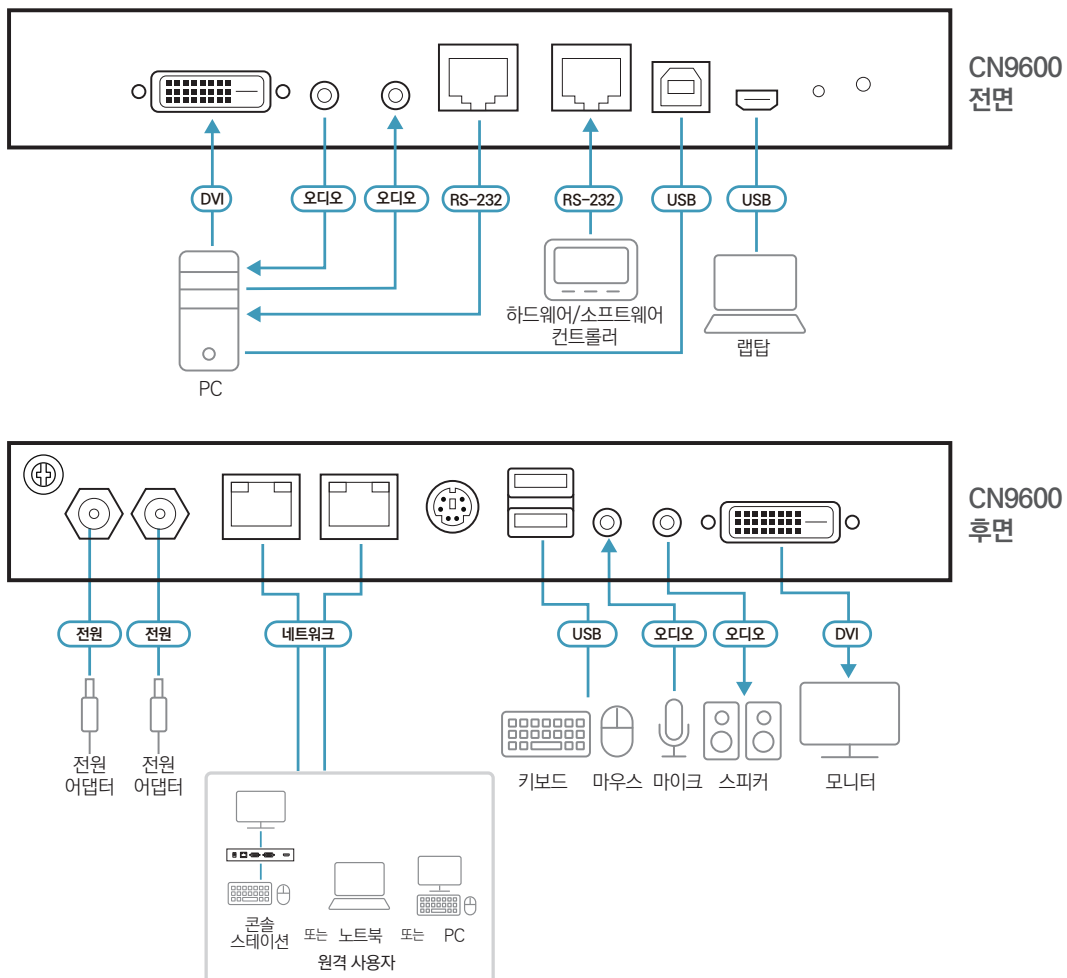 CN9600
전면
DVI
오디오
오디오
RS-232
RS-232
USB
USB
하드웨어/소프트웨어
컨트롤러
랩탑
PC
CN9600
후면
전원
전원
네트워크
USB
오디오
오디오
DVI
전원
어댑터
전원
어댑터
키보드
마우스
마이크
스피커
모니터
콘솔
스테이션
또는
노트북
또는
PC
원격 사용자